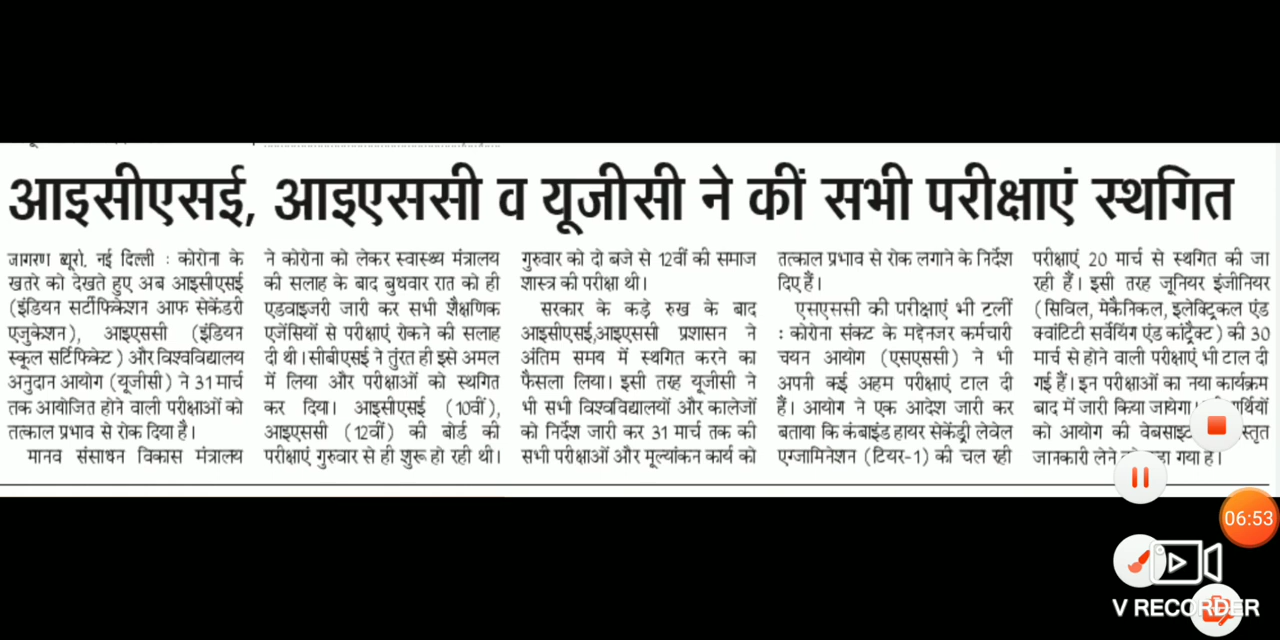 आइसीएसई, आइएससी व यूजीसी ने कीं सभी परीक्षाएं स्थगित
जागरण ब्यूरो, नई दिल्ली : कोरोना के
खतरे को देखते हुए अब आइसीएसई
(इंडियन सर्टीफिकेशन आफ सेकेंडरी
एजुकेशन), आइएससी (इंडियन
स्कूल सर्टिफिकेट) और विश्वविद्यालय
अनुदान आयोग (यूजीसी) ने 31 मार्च
तक आयोजित होने वाली परीक्षाओं को
तत्काल प्रभाव से रोक दिया है।
मानव संसाधन विकास मंत्रालय
ने कोरोना को लेकर स्वास्थ्य मंत्रालय
की सलाह के बाद बुधवार रात को ही
एडवाइजरी जारी कर सभी शैक्षणिक
एजेंसियों से परीक्षाएं रोकने की सलाह
दी थी। सीबीएसई ने तुंरत ही इसे अमल
में लिया और परीक्षाओं को स्थगित
कर दिया। आइसीएसई (10वीं),
आइएससी (12वीं) की बोर्ड की
परीक्षाएं गुरुवार से ही शुरू हो रही थी।
गुरुवार को दो बजे से 12वीं की समाज
शास्त्र की परीक्षा थी।
सरकार के कड़े रुख के बाद
आइसीएसई,आइएससी प्रशासन ने
अंतिम समय में स्थगित करने का
फैसला लिया। इसी तरह यूजीसी ने
भी सभी विश्वविद्यालयों और कालेजों
को निर्देश जारी कर 31 मार्च तक की
सभी परीक्षाओं और मूल्यांकन कार्य को
तत्काल प्रभाव से रोक लगाने के निर्देश
दिए हैं।
एसएससी की परीक्षाएं भी टलीं
: कोरोना संकट के मद्देनजर कर्मचारी
चयन आयोग (एसएससी) ने भी
अपनी कई अहम परीक्षाएं टाल दी
हैं। आयोग ने एक आदेश जारी कर
बताया कि कंबाइंड हायर सेकेंड्री लेवेल
एग्जामिनेशन (टियर-1) की चल रही
परीक्षाएं 20 मार्च से स्थगित की जा
रही हैं। इसी तरह जूनियर इंजीनियर
(सिविल, मेकैनिकल, इलेक्ट्रिकल एंड
क्वांटिटी सर्वेयिंग एंड कांट्रैक्ट) की 30
मार्च से होने वाली परीक्षाएं भी टाल दी
गई हैं। इन परीक्षाओं का नया कार्यक्रम
बाद में जारी किया जायेगा।
को आयोग की
जानकारी लेने गया है।
06:53
V RECORDER